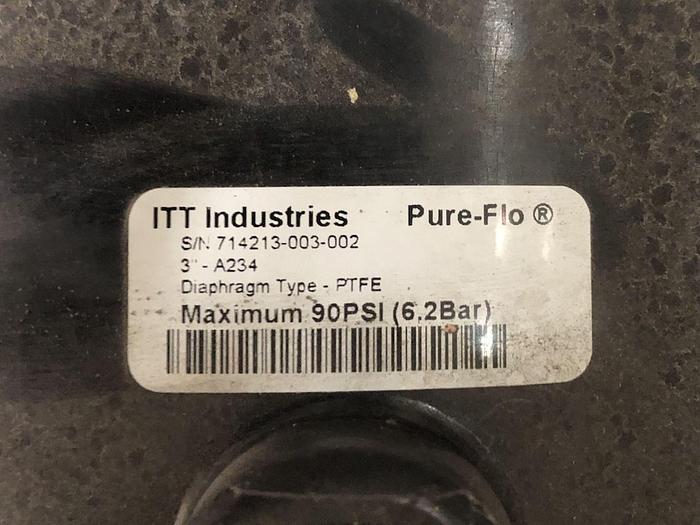 ITT Industries Pure-Flo ®
S/N 714213-003-002
3" - A234
Diaphragm Type - PTFE
Maximum 90PSI (6.2Bar)